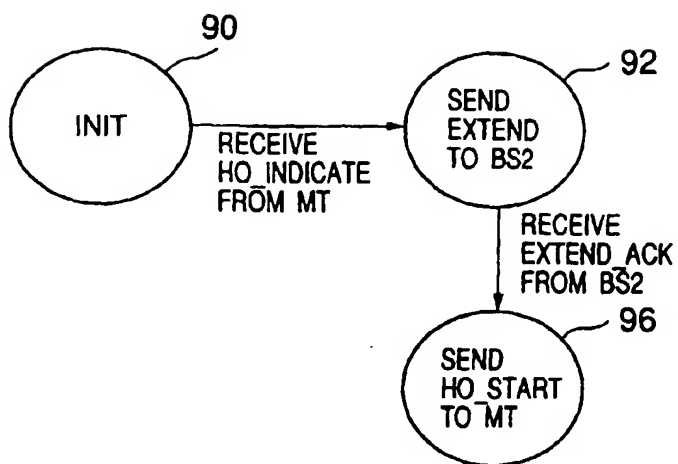 90
INIT
RECEIVE
HO_INDICATE
FROM MT
92
SEND
EXTEND
TO BS2
RECEIVE
EXTEND_ACK
FROM BS2
96
SEND
HO_START
TO MT